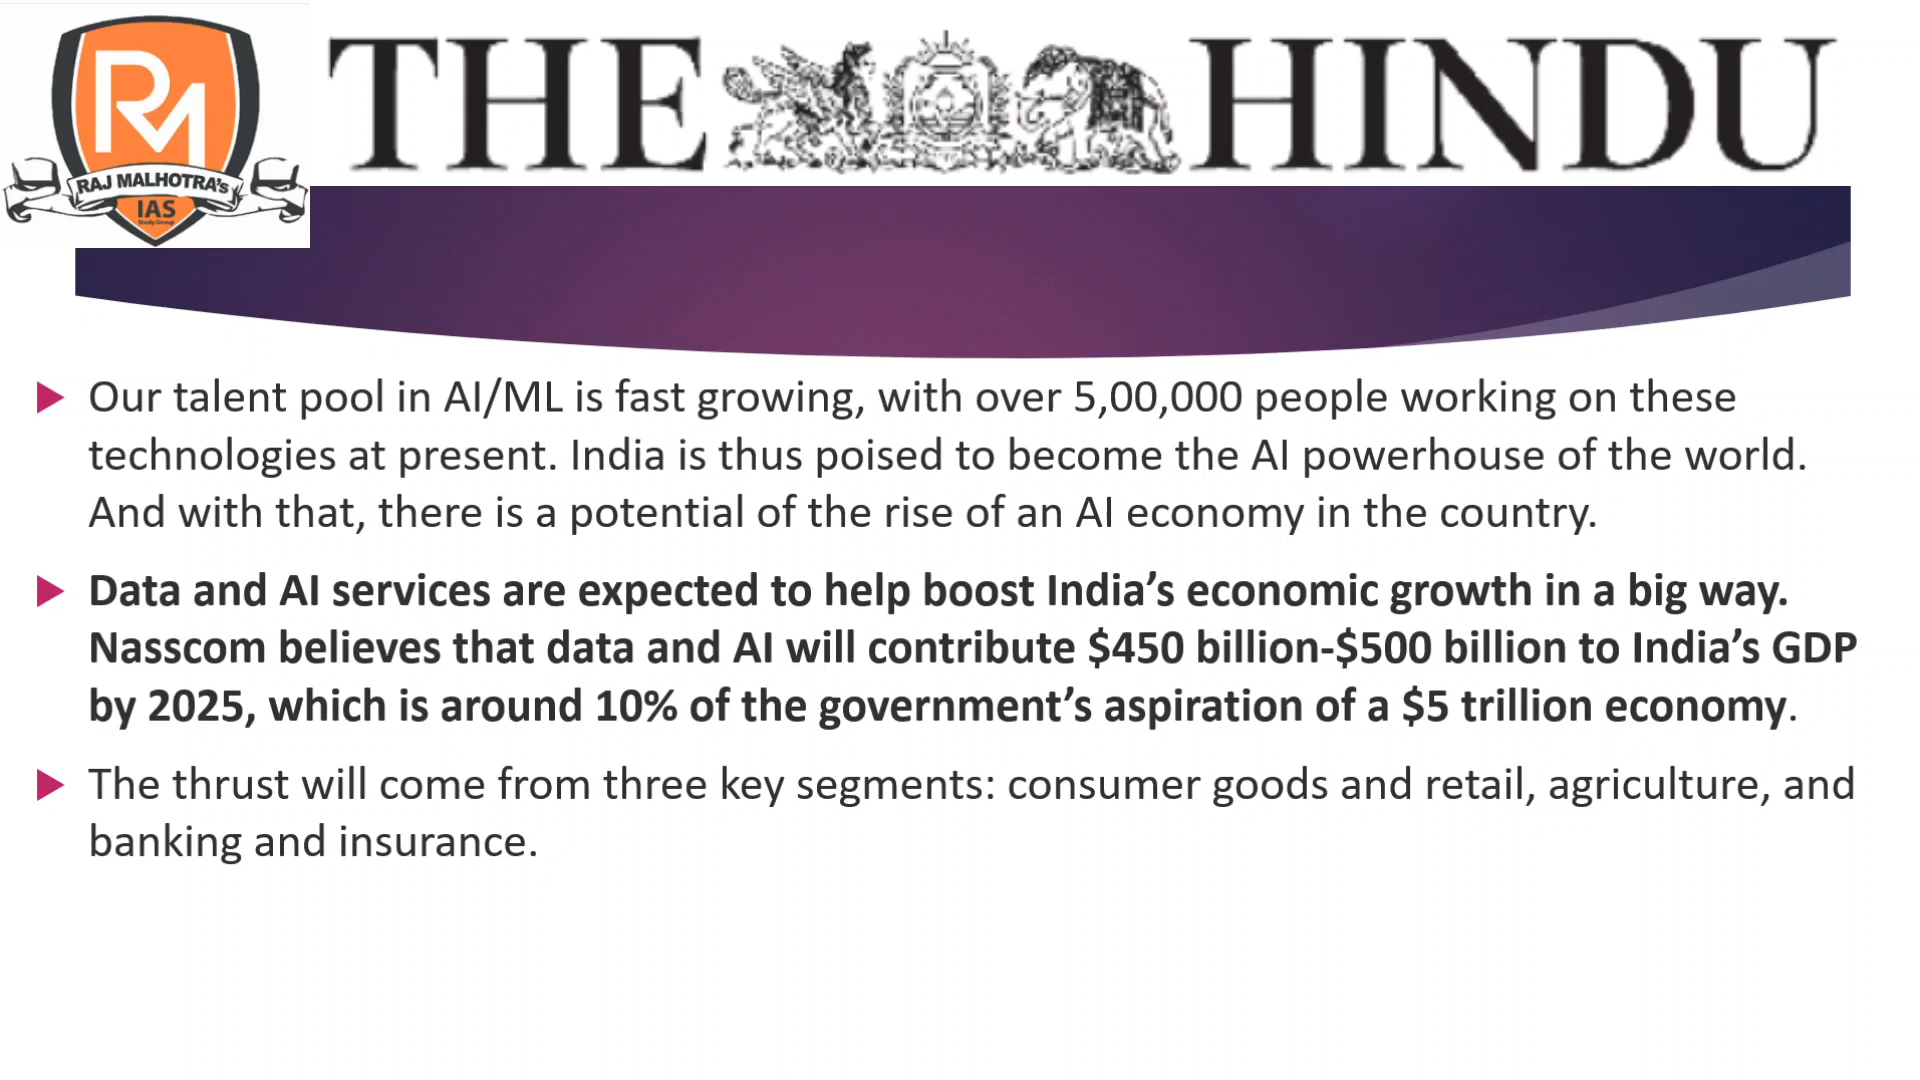 RM
RAJ MALHOTRA's
IAS
Study Group
THE HINDU
Our talent pool in AI/ML is fast growing, with over 5,00,000 people working on these
technologies at present. India is thus poised to become the AI powerhouse of the world.
And with that, there is a potential of the rise of an AI economy in the country.
Data and AI services are expected to help boost India’s economic growth in a big way.
Nasscom believes that data and AI will contribute $450 billion-$500 billion to India’s GDP
by 2025, which is around 10% of the government’s aspiration of a $5 trillion economy.
The thrust will come from three key segments: consumer goods and retail, agriculture, and
banking and insurance.